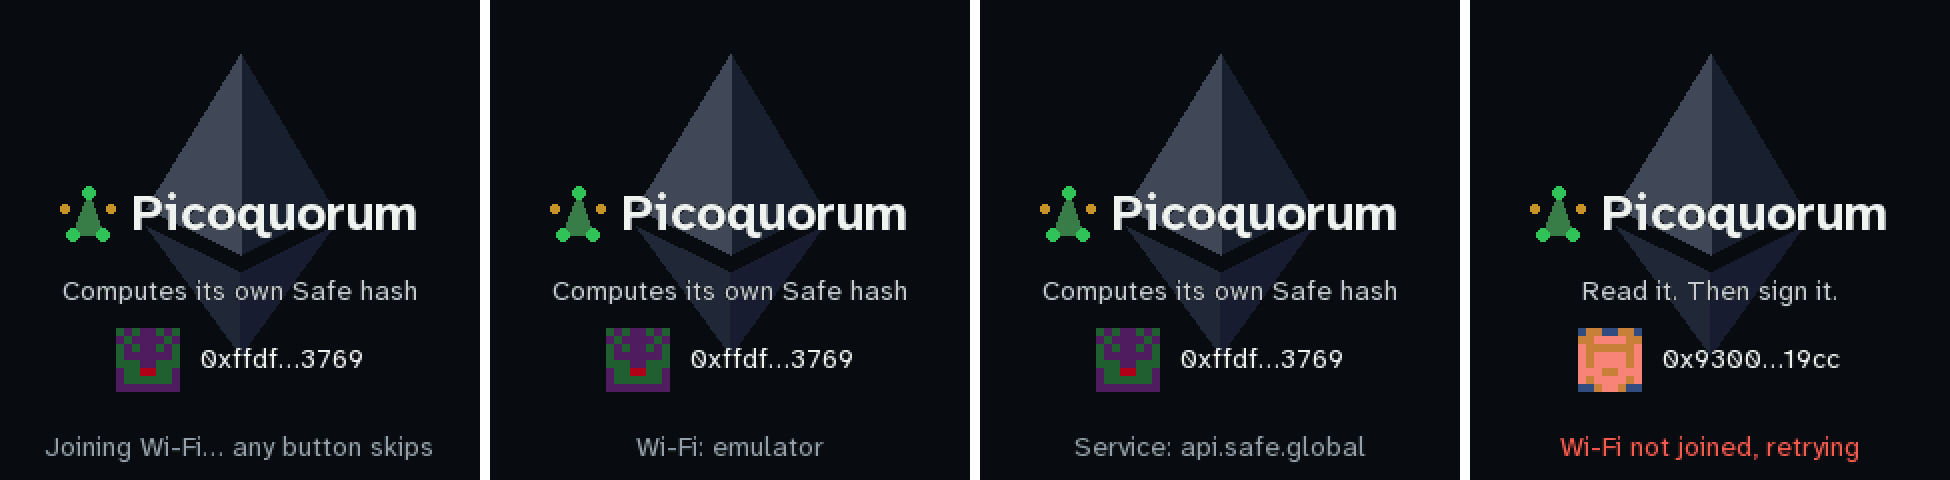 Picoquorum
Computes its own Safe hash
0xffdf...3769
Joining Wi-Fi... any button skips
Picoquorum
Computes its own Safe hash
0xffdf...3769
Wi-Fi: emulator
Picoquorum
Computes its own Safe hash
0xffdf...3769
Service: api.safe.global
Picoquorum
Read it. Then sign it.
0x9300...19cc
Wi-Fi not joined, retrying